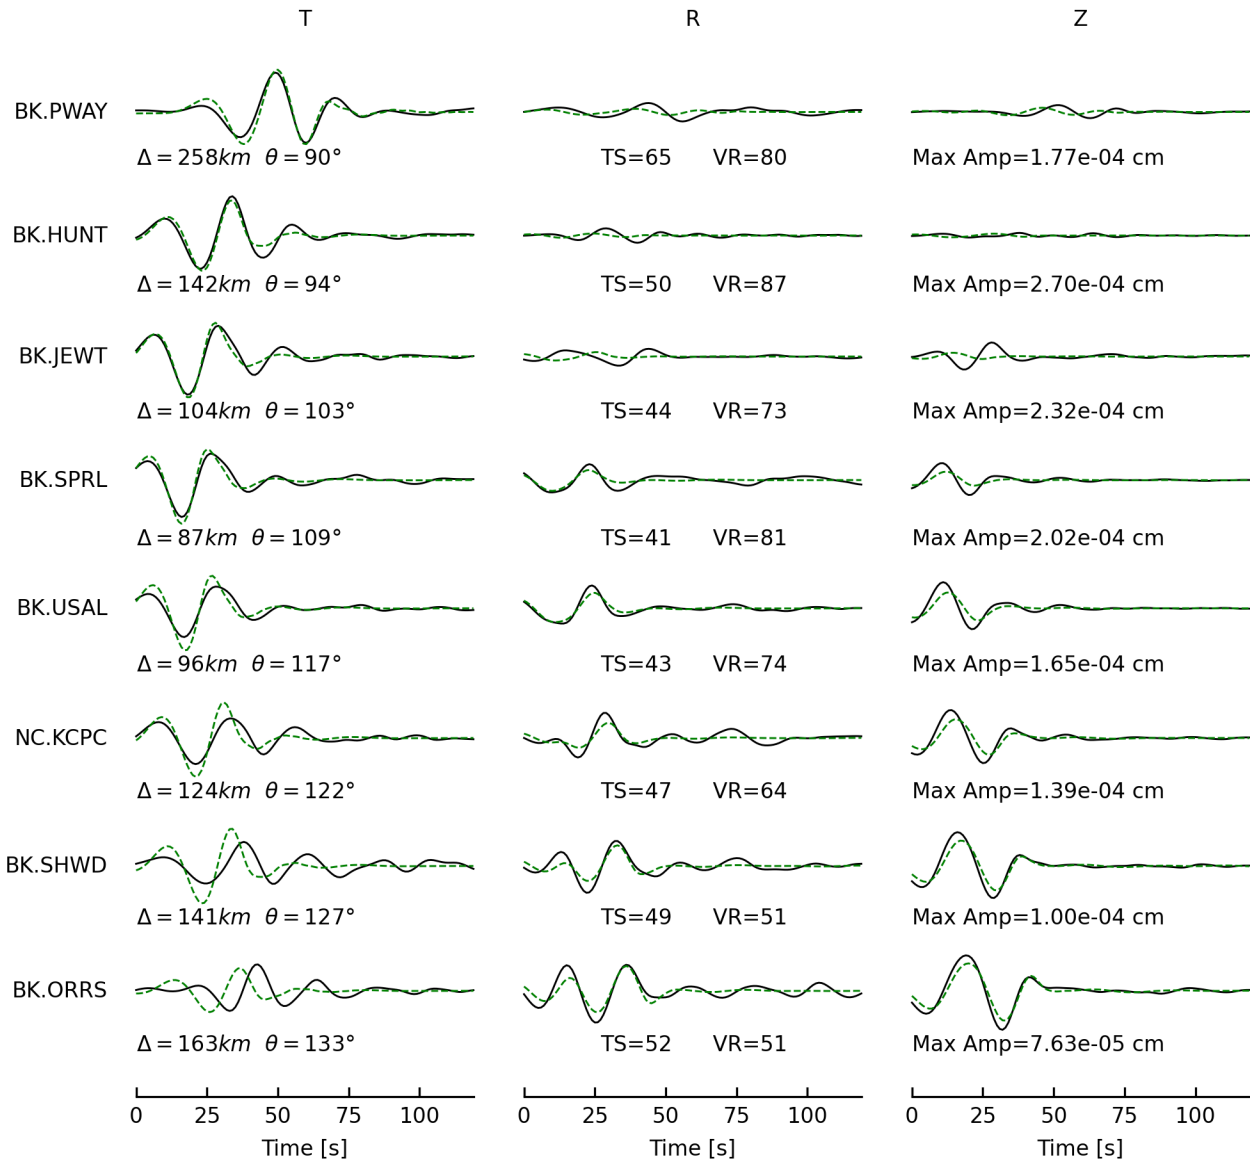 T R Z
BK.PWAY
Δ = 258km θ = 90° TS=65 VR=80 Max Amp=1.77e-04 cm
BK.HUNT
Δ = 142km θ = 94° TS=50 VR=87 Max Amp=2.70e-04 cm
BK.JEWT
Δ = 104km θ = 103° TS=44 VR=73 Max Amp=2.32e-04 cm
BK.SPRL
Δ = 87km θ = 109° TS=41 VR=81 Max Amp=2.02e-04 cm
BK.USAL
Δ = 96km θ = 117° TS=43 VR=74 Max Amp=1.65e-04 cm
NC.KCPC
Δ = 124km θ = 122° TS=47 VR=64 Max Amp=1.39e-04 cm
BK.SHWD
Δ = 141km θ = 127° TS=49 VR=51 Max Amp=1.00e-04 cm
BK.ORRS
Δ = 163km θ = 133° TS=52 VR=51 Max Amp=7.63e-05 cm
0 25 50 75 100 0 25 50 75 100 0 25 50 75 100
Time [s] Time [s] Time [s]